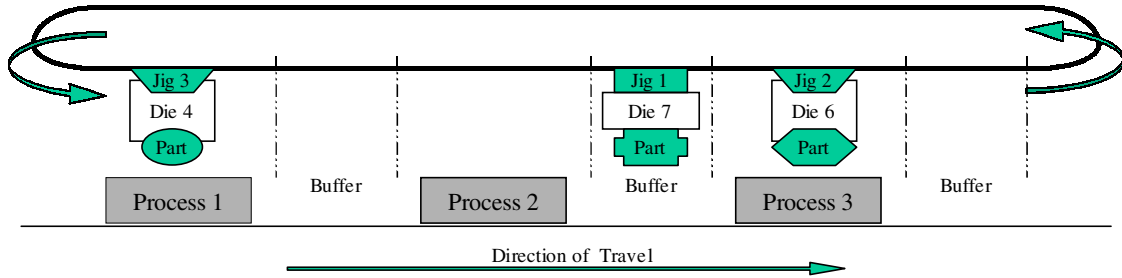 Jig 3
Jig 1
Jig 2
Die 4
Die 7
Die 6
Part
Part
Part
Buffer
Buffer
Buffer
Process 1
Process 2
Process 3
Direction of Travel